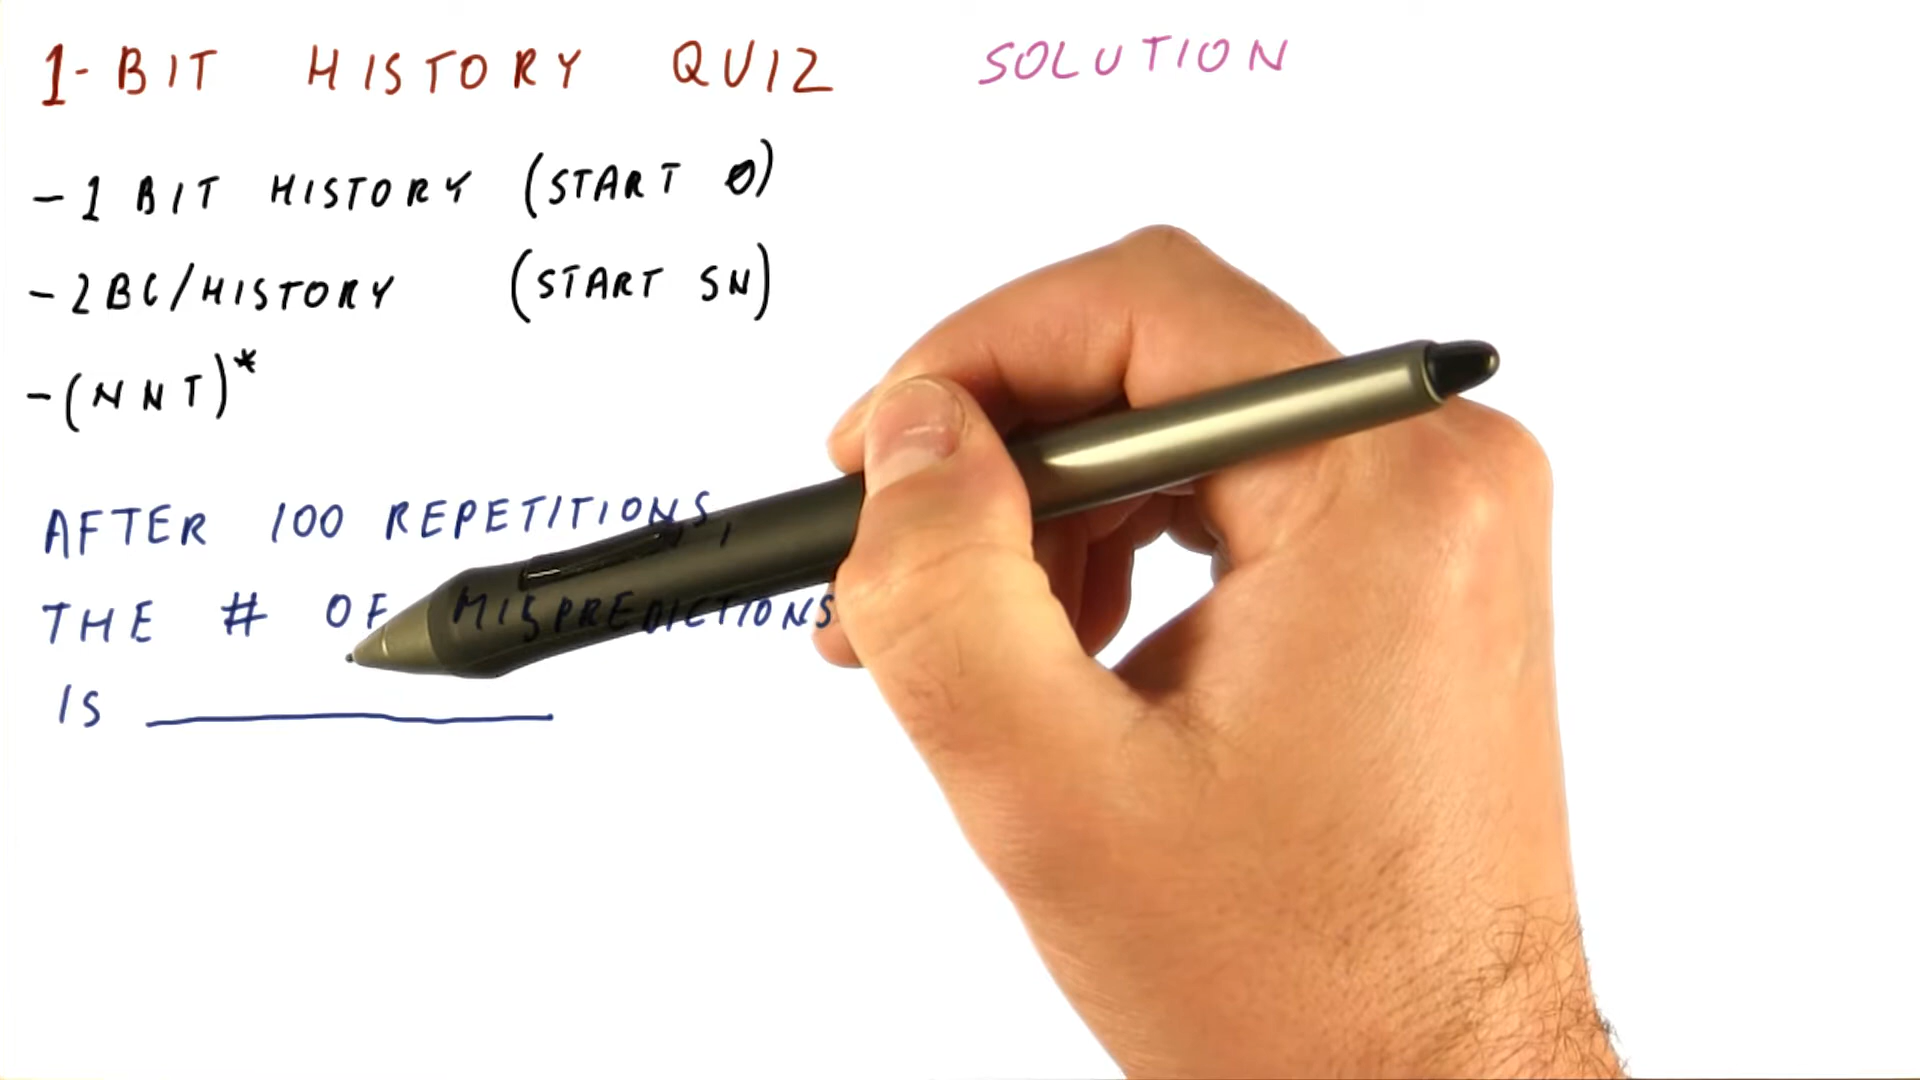 1-BIT HISTORY QUIZ SOLUTION
- 1 BIT HISTORY (START 0)
- 2BC/HISTORY (START SN)
- (N N T)*
AFTER 100 REPETITIONS,
THE # OF MISPREDICTIONS
IS